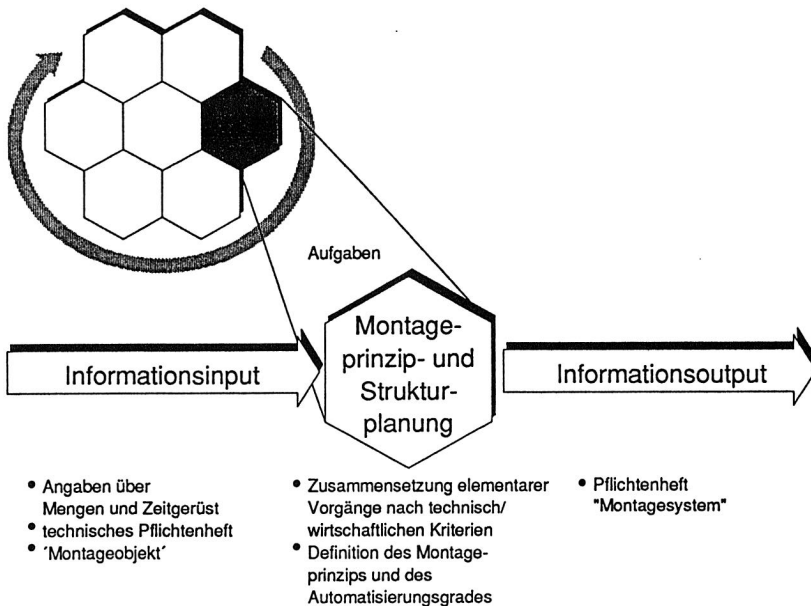 Aufgaben
Montage-
prinzip- und
Struktur-
planung
Informationsinput
Informationsoutput
• Angaben über
Mengen und Zeitgerüst
• technisches Pflichtenheft
• ´Montageobjekt´
• Zusammensetzung elementarer
Vorgänge nach technisch/
wirtschaftlichen Kriterien
• Definition des Montage-
prinzips und des
Automatisierungsgrades
• Pflichtenheft
"Montagesystem"